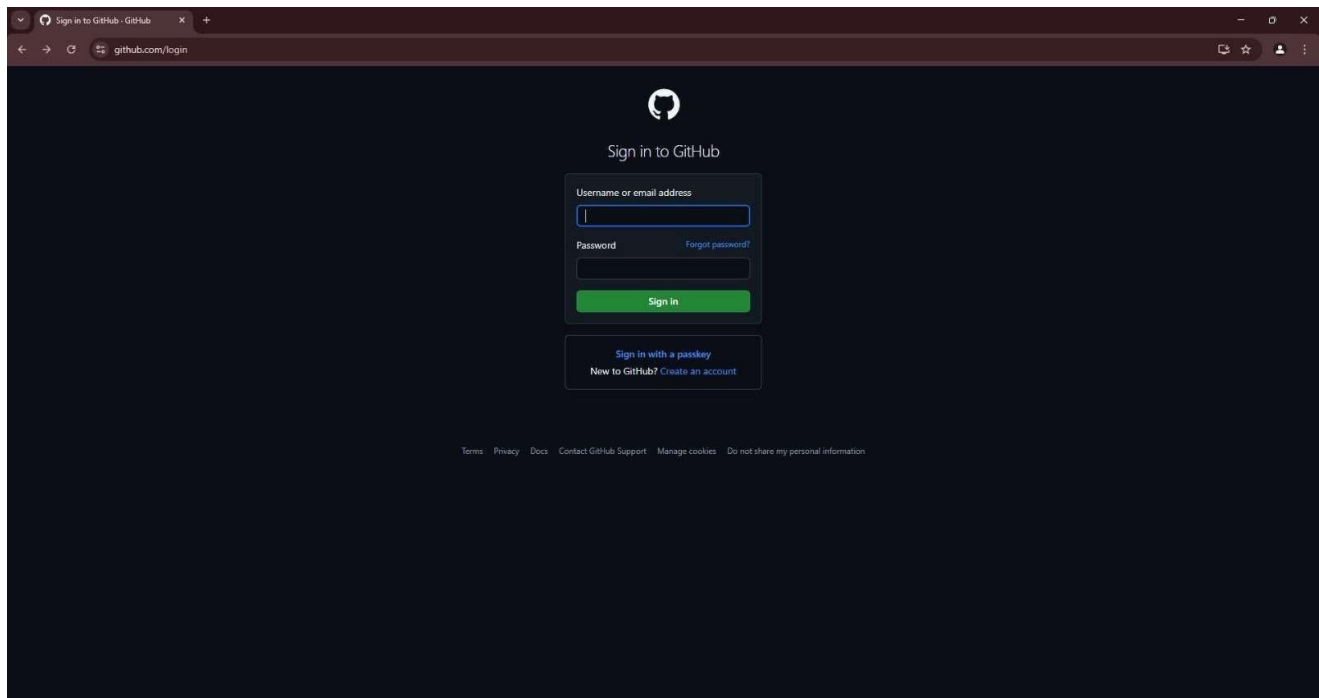 Sign in to GitHub · GitHub
github.com/login
Sign in to GitHub
Username or email address
Password Forgot password?
Sign in
Sign in with a passkey
New to GitHub? Create an account
Terms Privacy Docs Contact GitHub Support Manage cookies Do not share my personal information